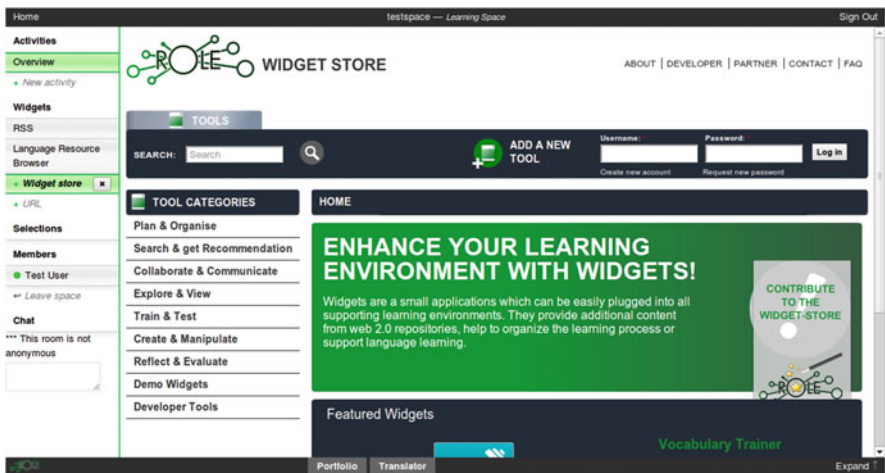 Home
testspace — Learning Space
Sign Out
Activities
Overview
+ New activity
Widgets
RSS
Language Resource
Browser
+ Widget store
+ URL
Selections
Members
Test User
↩ Leave space
Chat
*** This room is not
anonymous
ROLE WIDGET STORE
ABOUT | DEVELOPER | PARTNER | CONTACT | FAQ
TOOLS
SEARCH: Search
ADD A NEW
TOOL
Username: *
Password: *
Log in
Create new account
Request new password
TOOL CATEGORIES
Plan & Organise
Search & get Recommendation
Collaborate & Communicate
Explore & View
Train & Test
Create & Manipulate
Reflect & Evaluate
Demo Widgets
Developer Tools
HOME
ENHANCE YOUR LEARNING
ENVIRONMENT WITH WIDGETS!
Widgets are a small applications which can be easily plugged into all
supporting learning environments. They provide additional content
from web 2.0 repositories, help to organize the learning process or
support language learning.
CONTRIBUTE
TO THE
WIDGET-STORE
ROLE
Featured Widgets
Vocabulary Trainer
ROLE
Portfolio
Translator
Expand ↑